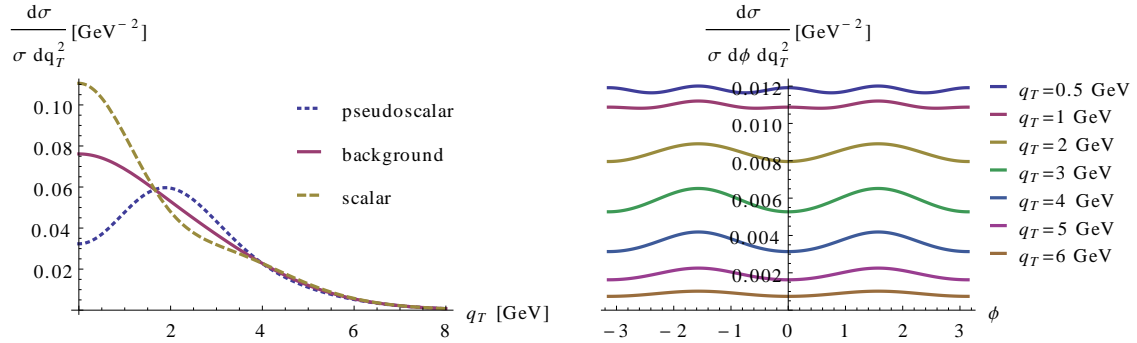 dσ
σ dq_T^2 [GeV^−2]
0.10
0.08
0.06
0.04
0.02
0 2 4 6 8
q_T [GeV]
pseudoscalar
background
scalar
dσ
σ dϕ dq_T^2 [GeV^−2]
0.012
0.010
0.008
0.006
0.004
0.002
−3 −2 −1 0 1 2 3
ϕ
q_T=0.5 GeV
q_T=1 GeV
q_T=2 GeV
q_T=3 GeV
q_T=4 GeV
q_T=5 GeV
q_T=6 GeV